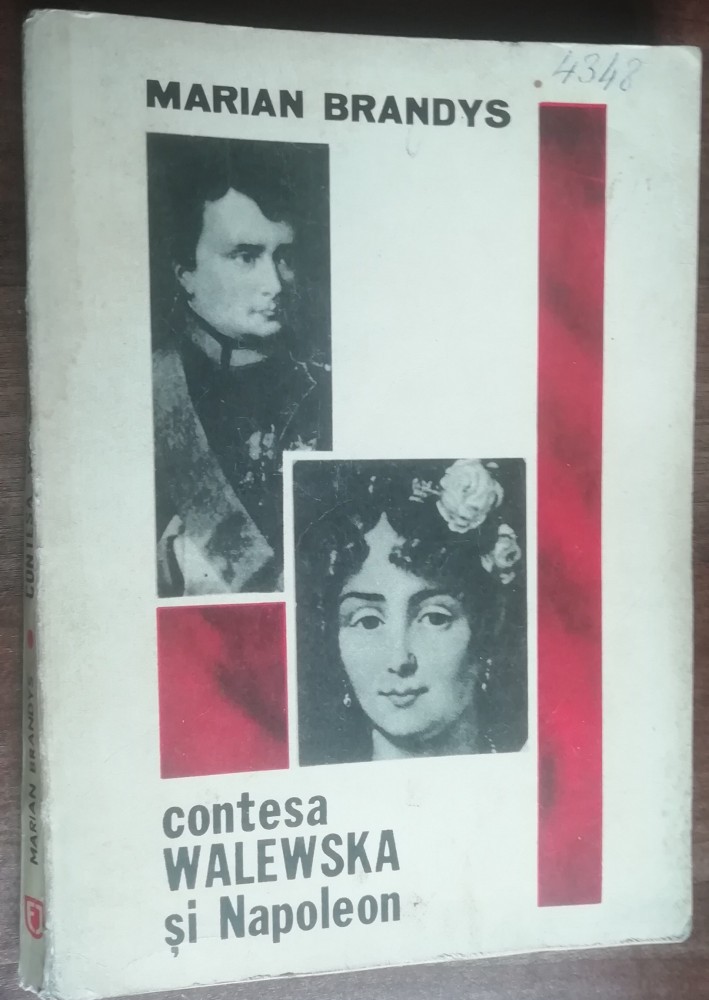 4348
MARIAN BRANDYS
contesa
WALEWSKA
și Napoleon
MARIAN BRANDYS • CONTESA